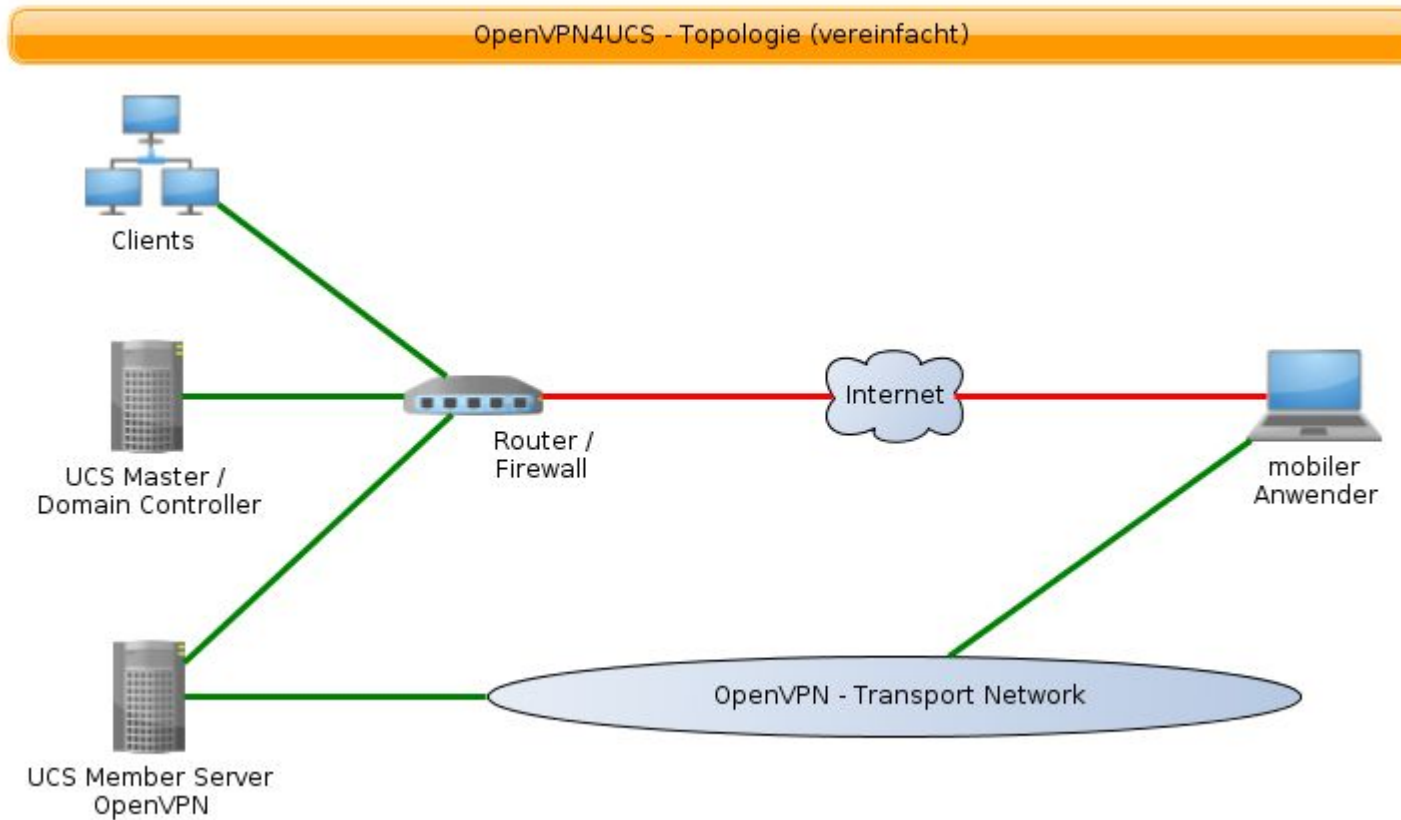 OpenVPN4UCS - Topologie (vereinfacht)
Clients
UCS Master /
Domain Controller
Router /
Firewall
Internet
mobiler
Anwender
UCS Member Server
OpenVPN
OpenVPN - Transport Network